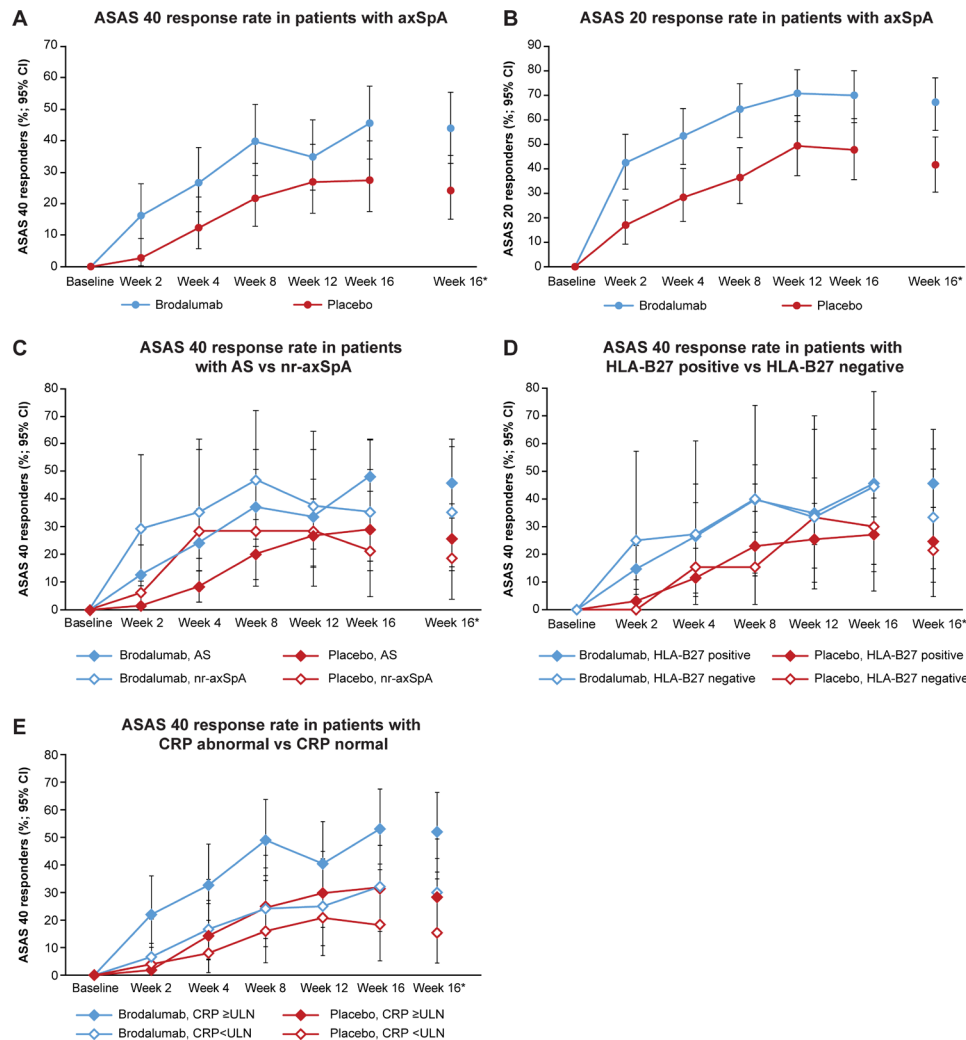 A
ASAS 40 response rate in patients with axSpA
ASAS 40 responders (%; 95% CI)
70
60
50
40
30
20
10
0
Baseline Week 2 Week 4 Week 8 Week 12 Week 16 Week 16*
Brodalumab Placebo
B
ASAS 20 response rate in patients with axSpA
ASAS 20 responders (%; 95% CI)
90
80
70
60
50
40
30
20
10
0
Baseline Week 2 Week 4 Week 8 Week 12 Week 16 Week 16*
Brodalumab Placebo
C
ASAS 40 response rate in patients
with AS vs nr-axSpA
ASAS 40 responders (%; 95% CI)
80
70
60
50
40
30
20
10
0
Baseline Week 2 Week 4 Week 8 Week 12 Week 16 Week 16*
Brodalumab, AS Placebo, AS
Brodalumab, nr-axSpA Placebo, nr-axSpA
D
ASAS 40 response rate in patients with
HLA-B27 positive vs HLA-B27 negative
ASAS 40 responders (%; 95% CI)
80
70
60
50
40
30
20
10
0
Baseline Week 2 Week 4 Week 8 Week 12 Week 16 Week 16*
Brodalumab, HLA-B27 positive Placebo, HLA-B27 positive
Brodalumab, HLA-B27 negative Placebo, HLA-B27 negative
E
ASAS 40 response rate in patients with
CRP abnormal vs CRP normal
ASAS 40 responders (%; 95% CI)
80
70
60
50
40
30
20
10
0
Baseline Week 2 Week 4 Week 8 Week 12 Week 16 Week 16*
Brodalumab, CRP ≥ULN Placebo, CRP ≥ULN
Brodalumab, CRP<ULN Placebo, CRP <ULN